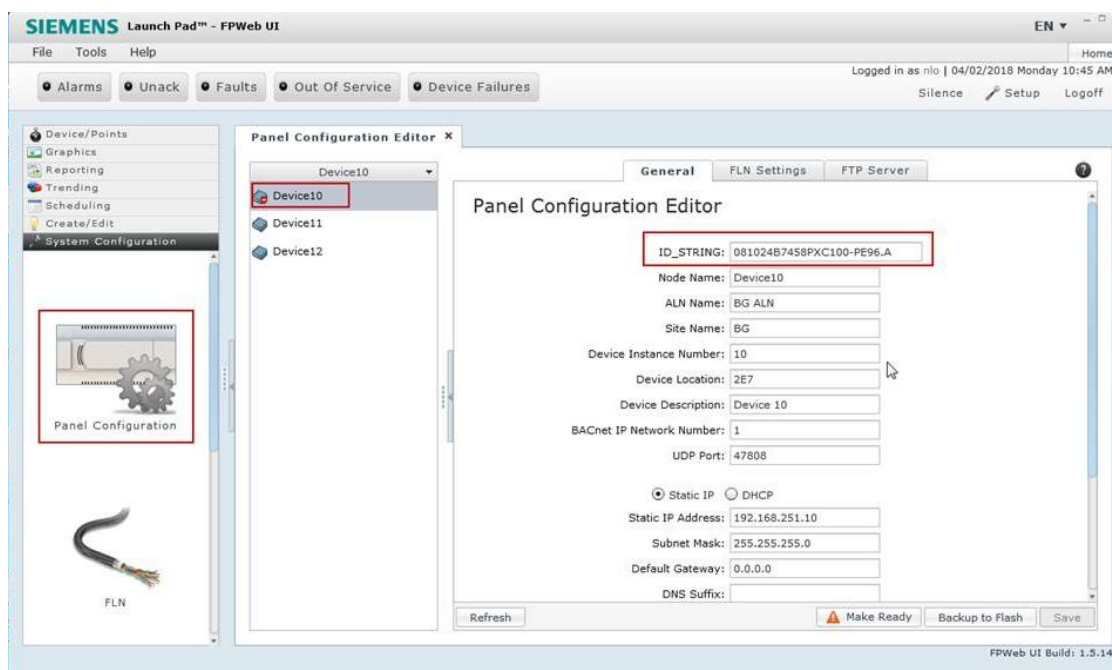 SIEMENS Launch Pad™ - FPWeb UI
EN
File Tools Help
Home
Logged in as nlo | 04/02/2018 Monday 10:45 AM
Alarms Unack Faults Out Of Service Device Failures
Silence Setup Logoff
Device/Points
Graphics
Reporting
Trending
Scheduling
Create/Edit
System Configuration
Panel Configuration
FLN
Panel Configuration Editor ×
Device10
Device10
Device11
Device12
General FLN Settings FTP Server
Panel Configuration Editor
ID_STRING: 081024B7458PXC100-PE96.A
Node Name: Device10
ALN Name: BG ALN
Site Name: BG
Device Instance Number: 10
Device Location: 2E7
Device Description: Device 10
BACnet IP Network Number: 1
UDP Port: 47808
Static IP DHCP
Static IP Address: 192.168.251.10
Subnet Mask: 255.255.255.0
Default Gateway: 0.0.0.0
DNS Suffix:
Refresh Make Ready Backup to Flash Save
FPWeb UI Build: 1.5.14